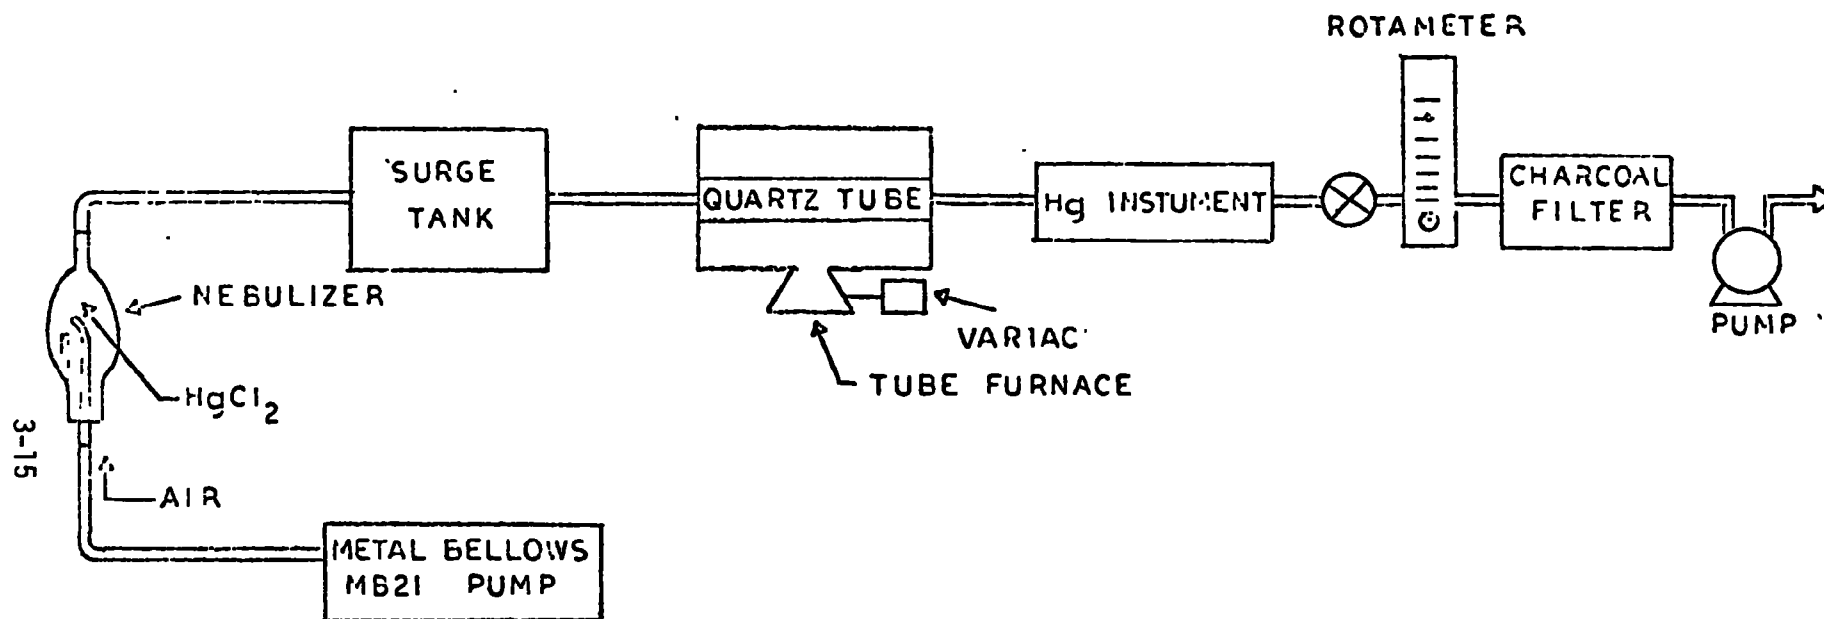 ROTAMETER
SURGE
TANK
QUARTZ TUBE
Hg INSTUMENT
CHARCOAL
FILTER
NEBULIZER
VARIAC
PUMP
TUBE FURNACE
HgCl2
3-15
AIR
METAL BELLOWS
MB21 PUMP